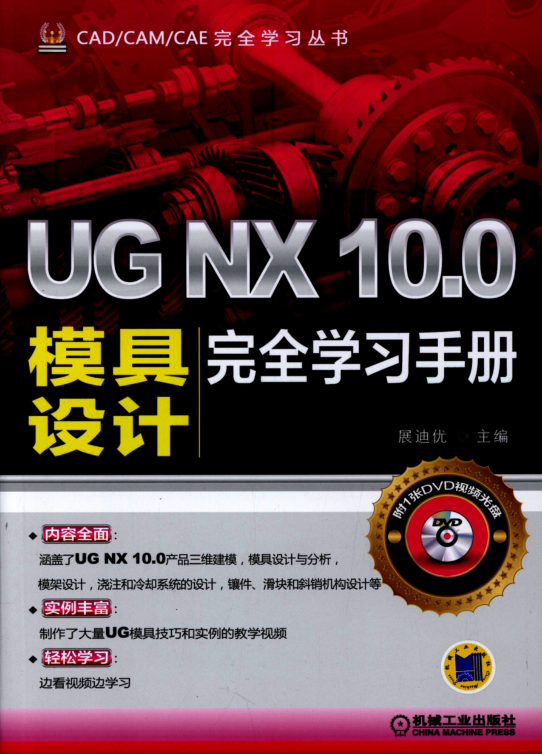 CAD/CAM/CAE 完全学习丛书
UG NX 10.0
模具
设计
完全学习手册
展迪优 主编
附1张DVD视频光盘
DVD
◆ 内容全面：
涵盖了UG NX 10.0产品三维建模，模具设计与分析，
模架设计，浇注和冷却系统的设计，镶件、滑块和斜销机构设计等
◆ 实例丰富：
制作了大量UG模具技巧和实例的教学视频
◆ 轻松学习：
边看视频边学习
机械工业出版社
CHINA MACHINE PRESS